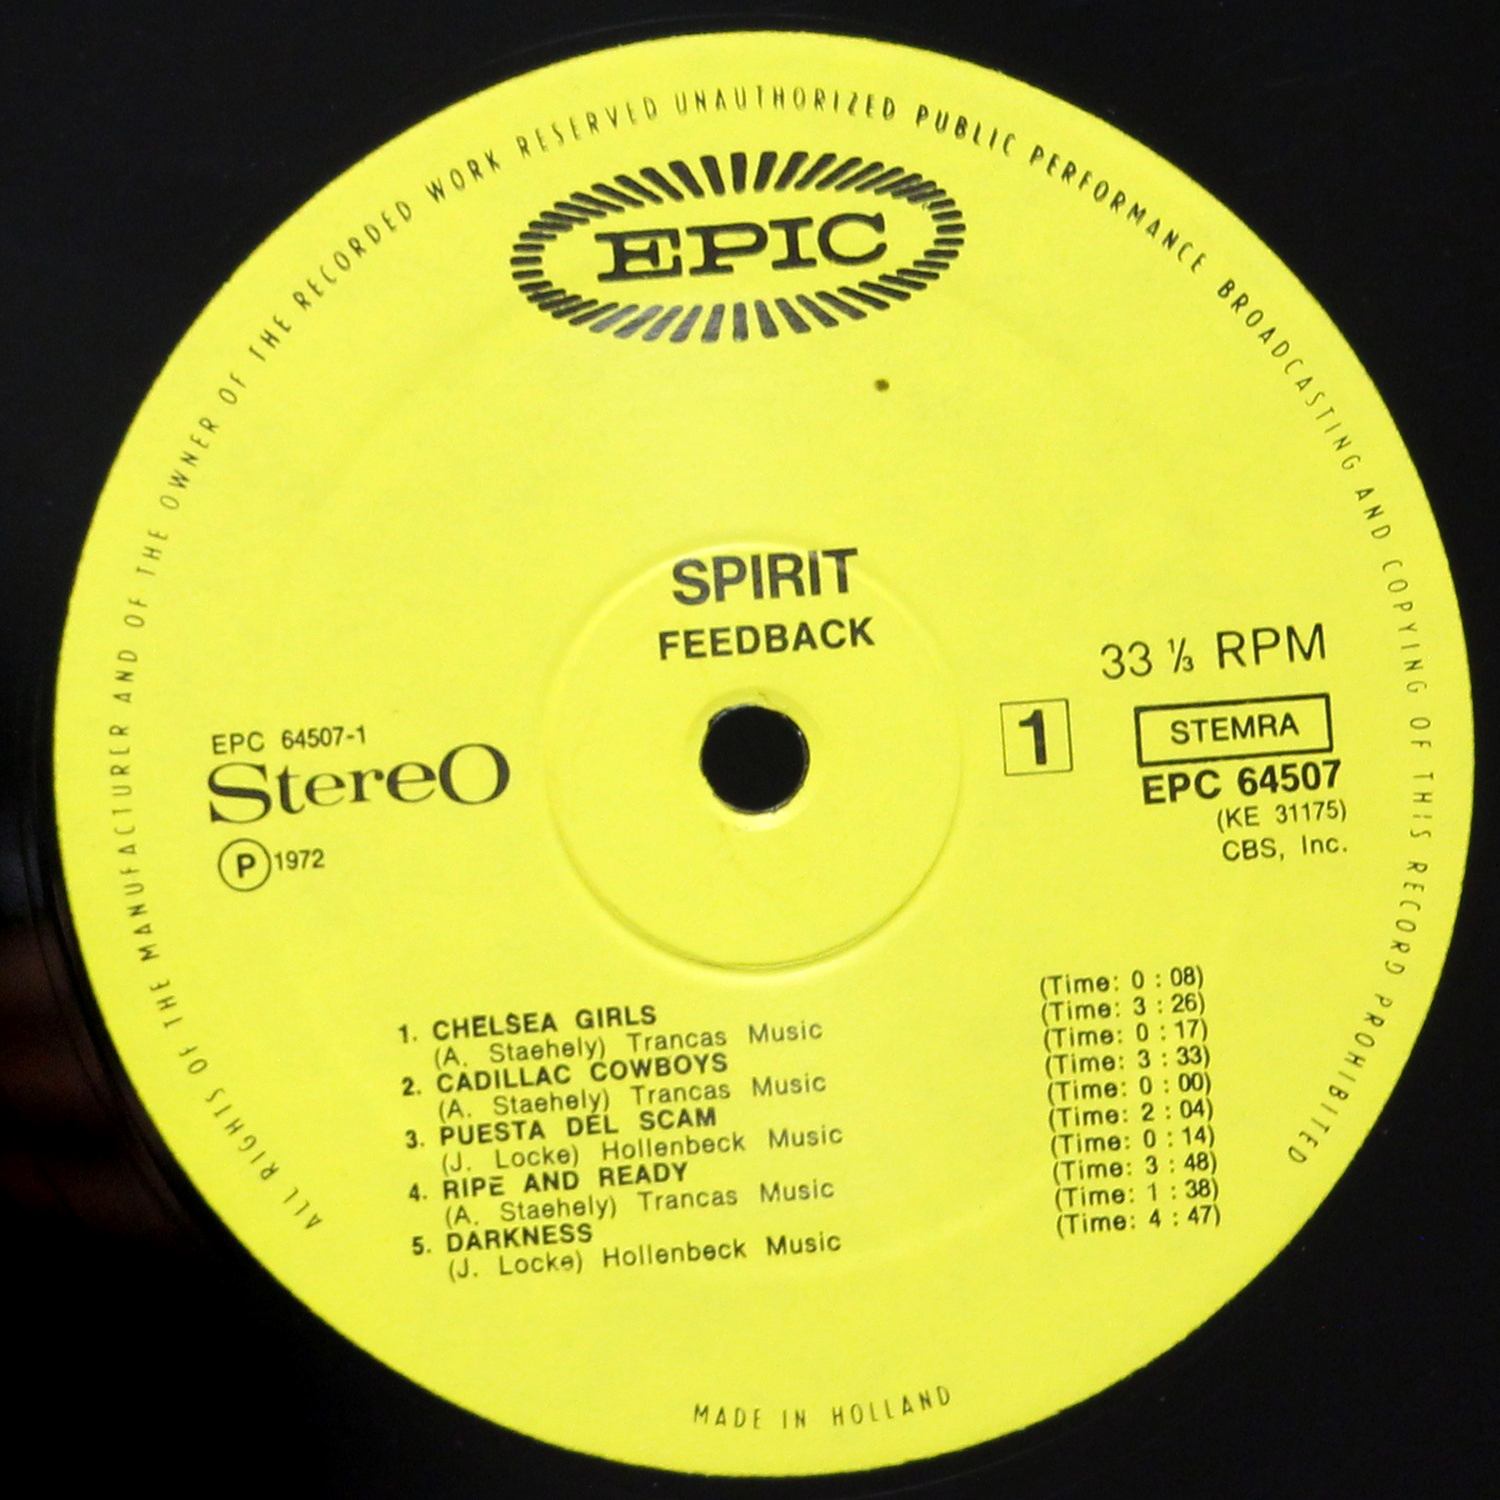 ALL RIGHTS OF THE MANUFACTURER AND OF THE OWNER OF THE RECORDED WORK RESERVED UNAUTHORIZED PUBLIC PERFORMANCE BROADCASTING AND COPYING OF THIS RECORD PROHIBITED
EPIC
SPIRIT
FEEDBACK
33 ⅓ RPM
EPC 64507-1
Stereo
Ⓟ 1972
1
STEMRA
EPC 64507
(KE 31175)
CBS, Inc.
(Time: 0 : 08)
1. CHELSEA GIRLS (Time: 3 : 26)
(A. Staehely) Trancas Music (Time: 0 : 17)
2. CADILLAC COWBOYS (Time: 3 : 33)
(A. Staehely) Trancas Music (Time: 0 : 00)
3. PUESTA DEL SCAM (Time: 2 : 04)
(J. Locke) Hollenbeck Music (Time: 0 : 14)
4. RIPE AND READY (Time: 3 : 48)
(A. Staehely) Trancas Music (Time: 1 : 38)
5. DARKNESS (Time: 4 : 47)
(J. Locke) Hollenbeck Music
MADE IN HOLLAND